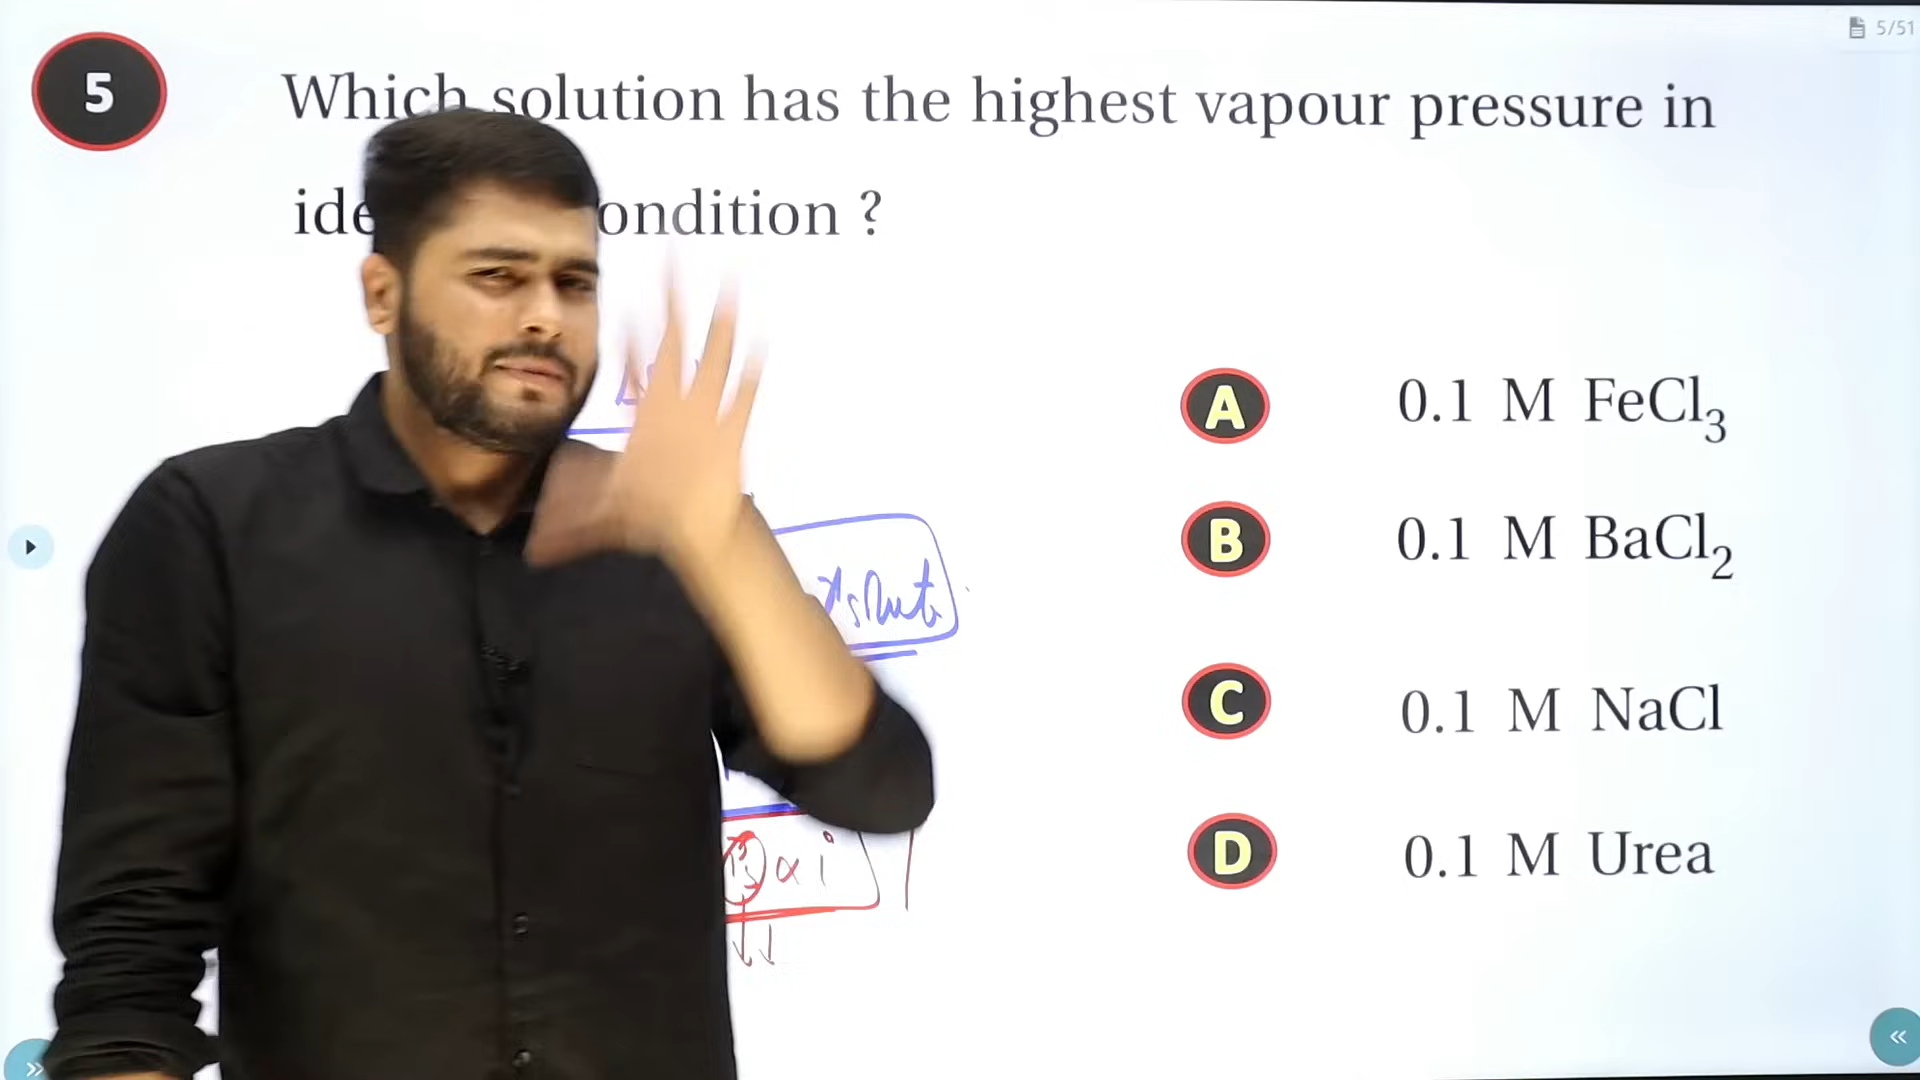 5/51
5
Which solution has the highest vapour pressure in
ide ondition ?
A 0.1 M FeCl₃
B 0.1 M BaCl₂
C 0.1 M NaCl
D 0.1 M Urea
α i